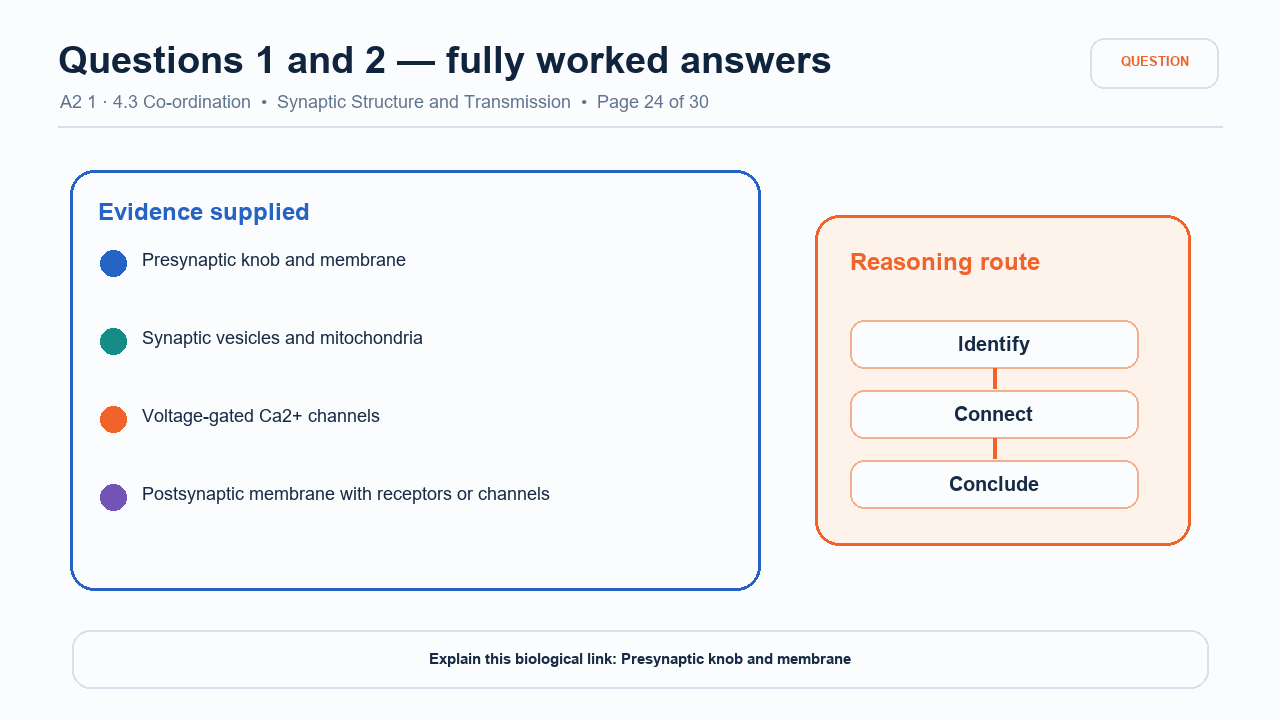 Questions 1 and 2 — fully worked answers
QUESTION
A2 1 · 4.3 Co-ordination • Synaptic Structure and Transmission • Page 24 of 30
Evidence supplied
Presynaptic knob and membrane
Synaptic vesicles and mitochondria
Voltage-gated Ca2+ channels
Postsynaptic membrane with receptors or channels
Reasoning route
Identify
Connect
Conclude
Explain this biological link: Presynaptic knob and membrane